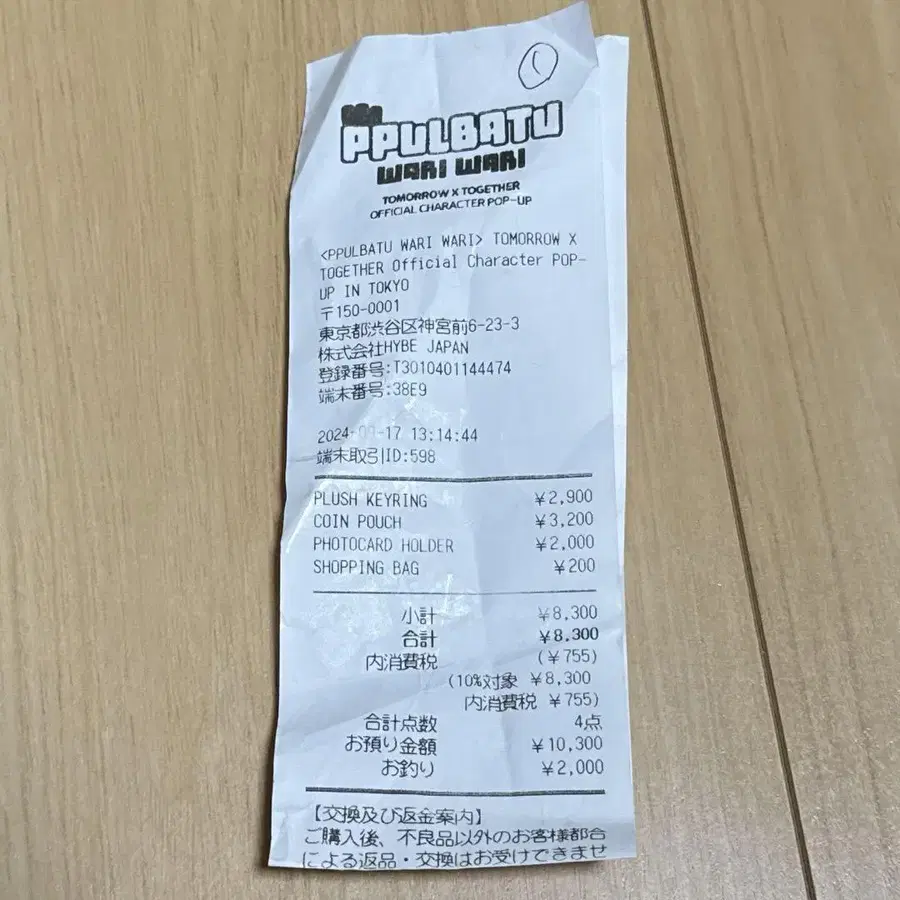 PPULBATU
WARI WARI
TOMORROW X TOGETHER
OFFICIAL CHARACTER POP-UP
<PPULBATU WARI WARI> TOMORROW X
TOGETHER Official Character POP-
UP IN TOKYO
〒150-0001
東京都渋谷区神宮前6-23-3
株式会社HYBE JAPAN
登録番号:T3010401144474
端末番号:38E9
13:14:44
端末取引ID:598
PLUSH KEYRING ¥2,900
COIN POUCH ¥3,200
PHOTOCARD HOLDER ¥2,000
SHOPPING BAG ¥200
小計 ¥8,300
合計 ¥8,300
内消費税 (¥755)
(10%対象 ¥8,300
内消費税 ¥755)
合計点数 4点
お預り金額 ¥10,300
お釣り ¥2,000
【交換及び返金案内】
ご購入後、不良品以外のお客様都合
による返品・交換はお受けできませ